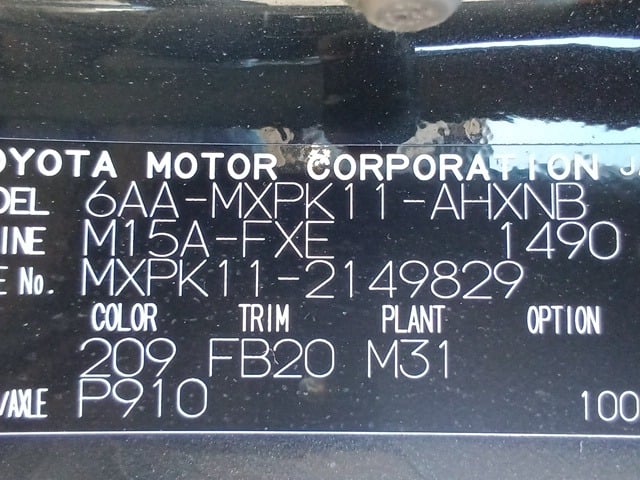 OYOTA MOTOR CORPORATION JA
DEL 6AA-MXPK11-AHXNB
INE M15A-FXE 1490
E No. MXPK11-2149829
COLOR TRIM PLANT OPTION
209 FB20 M31
/AXLE P910 100